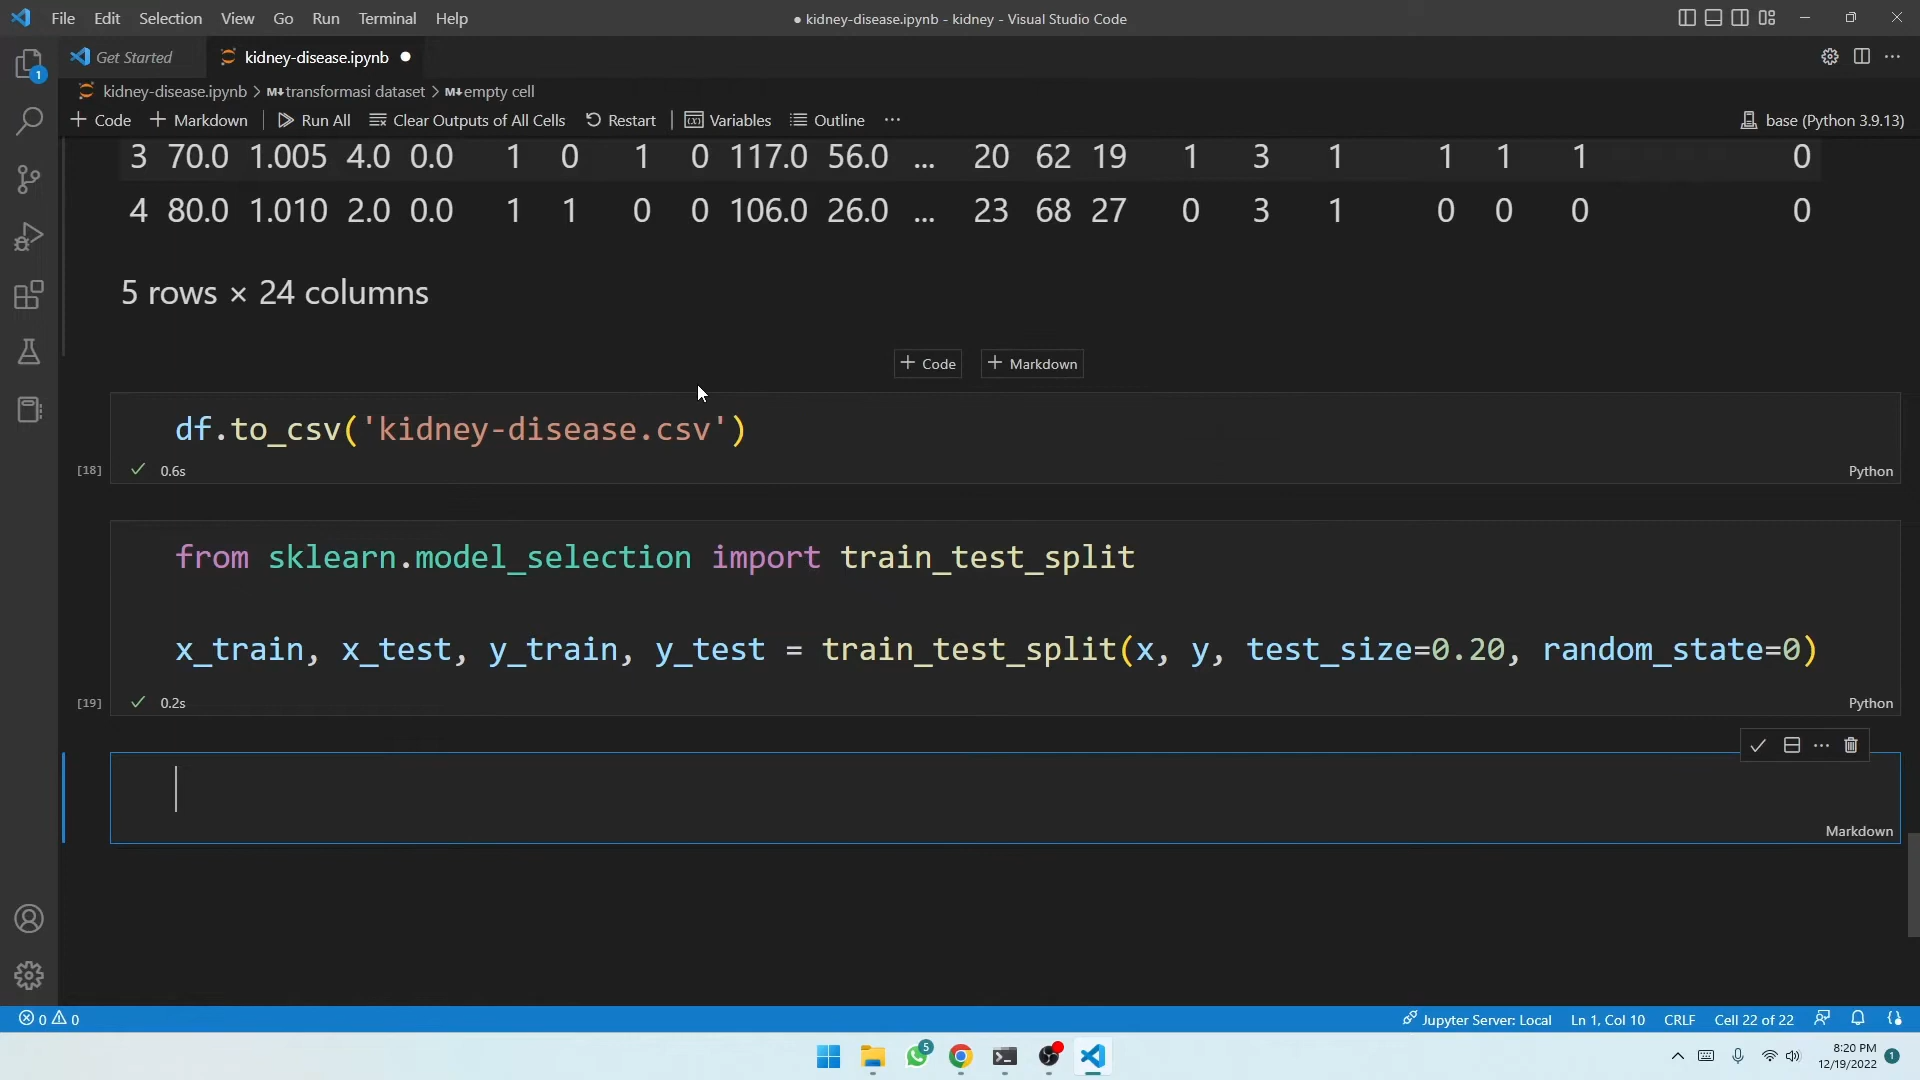 File Edit Selection View Go Run Terminal Help
● kidney-disease.ipynb - kidney - Visual Studio Code
Get Started
kidney-disease.ipynb ●
kidney-disease.ipynb > M↓transformasi dataset > M↓empty cell
+ Code + Markdown Run All Clear Outputs of All Cells Restart Variables Outline ... base (Python 3.9.13)
3 70.0 1.005 4.0 0.0 1 0 1 0 117.0 56.0 ... 20 62 19 1 3 1 1 1 1 0
4 80.0 1.010 2.0 0.0 1 1 0 0 106.0 26.0 ... 23 68 27 0 3 1 0 0 0 0
5 rows × 24 columns
+ Code + Markdown
df.to_csv('kidney-disease.csv')
[18] ✓ 0.6s Python
from sklearn.model_selection import train_test_split
x_train, x_test, y_train, y_test = train_test_split(x, y, test_size=0.20, random_state=0)
[19] ✓ 0.2s Python
Markdown
0 0 Jupyter Server: Local Ln 1, Col 10 CRLF Cell 22 of 22
1
5
8:20 PM
12/19/2022
1